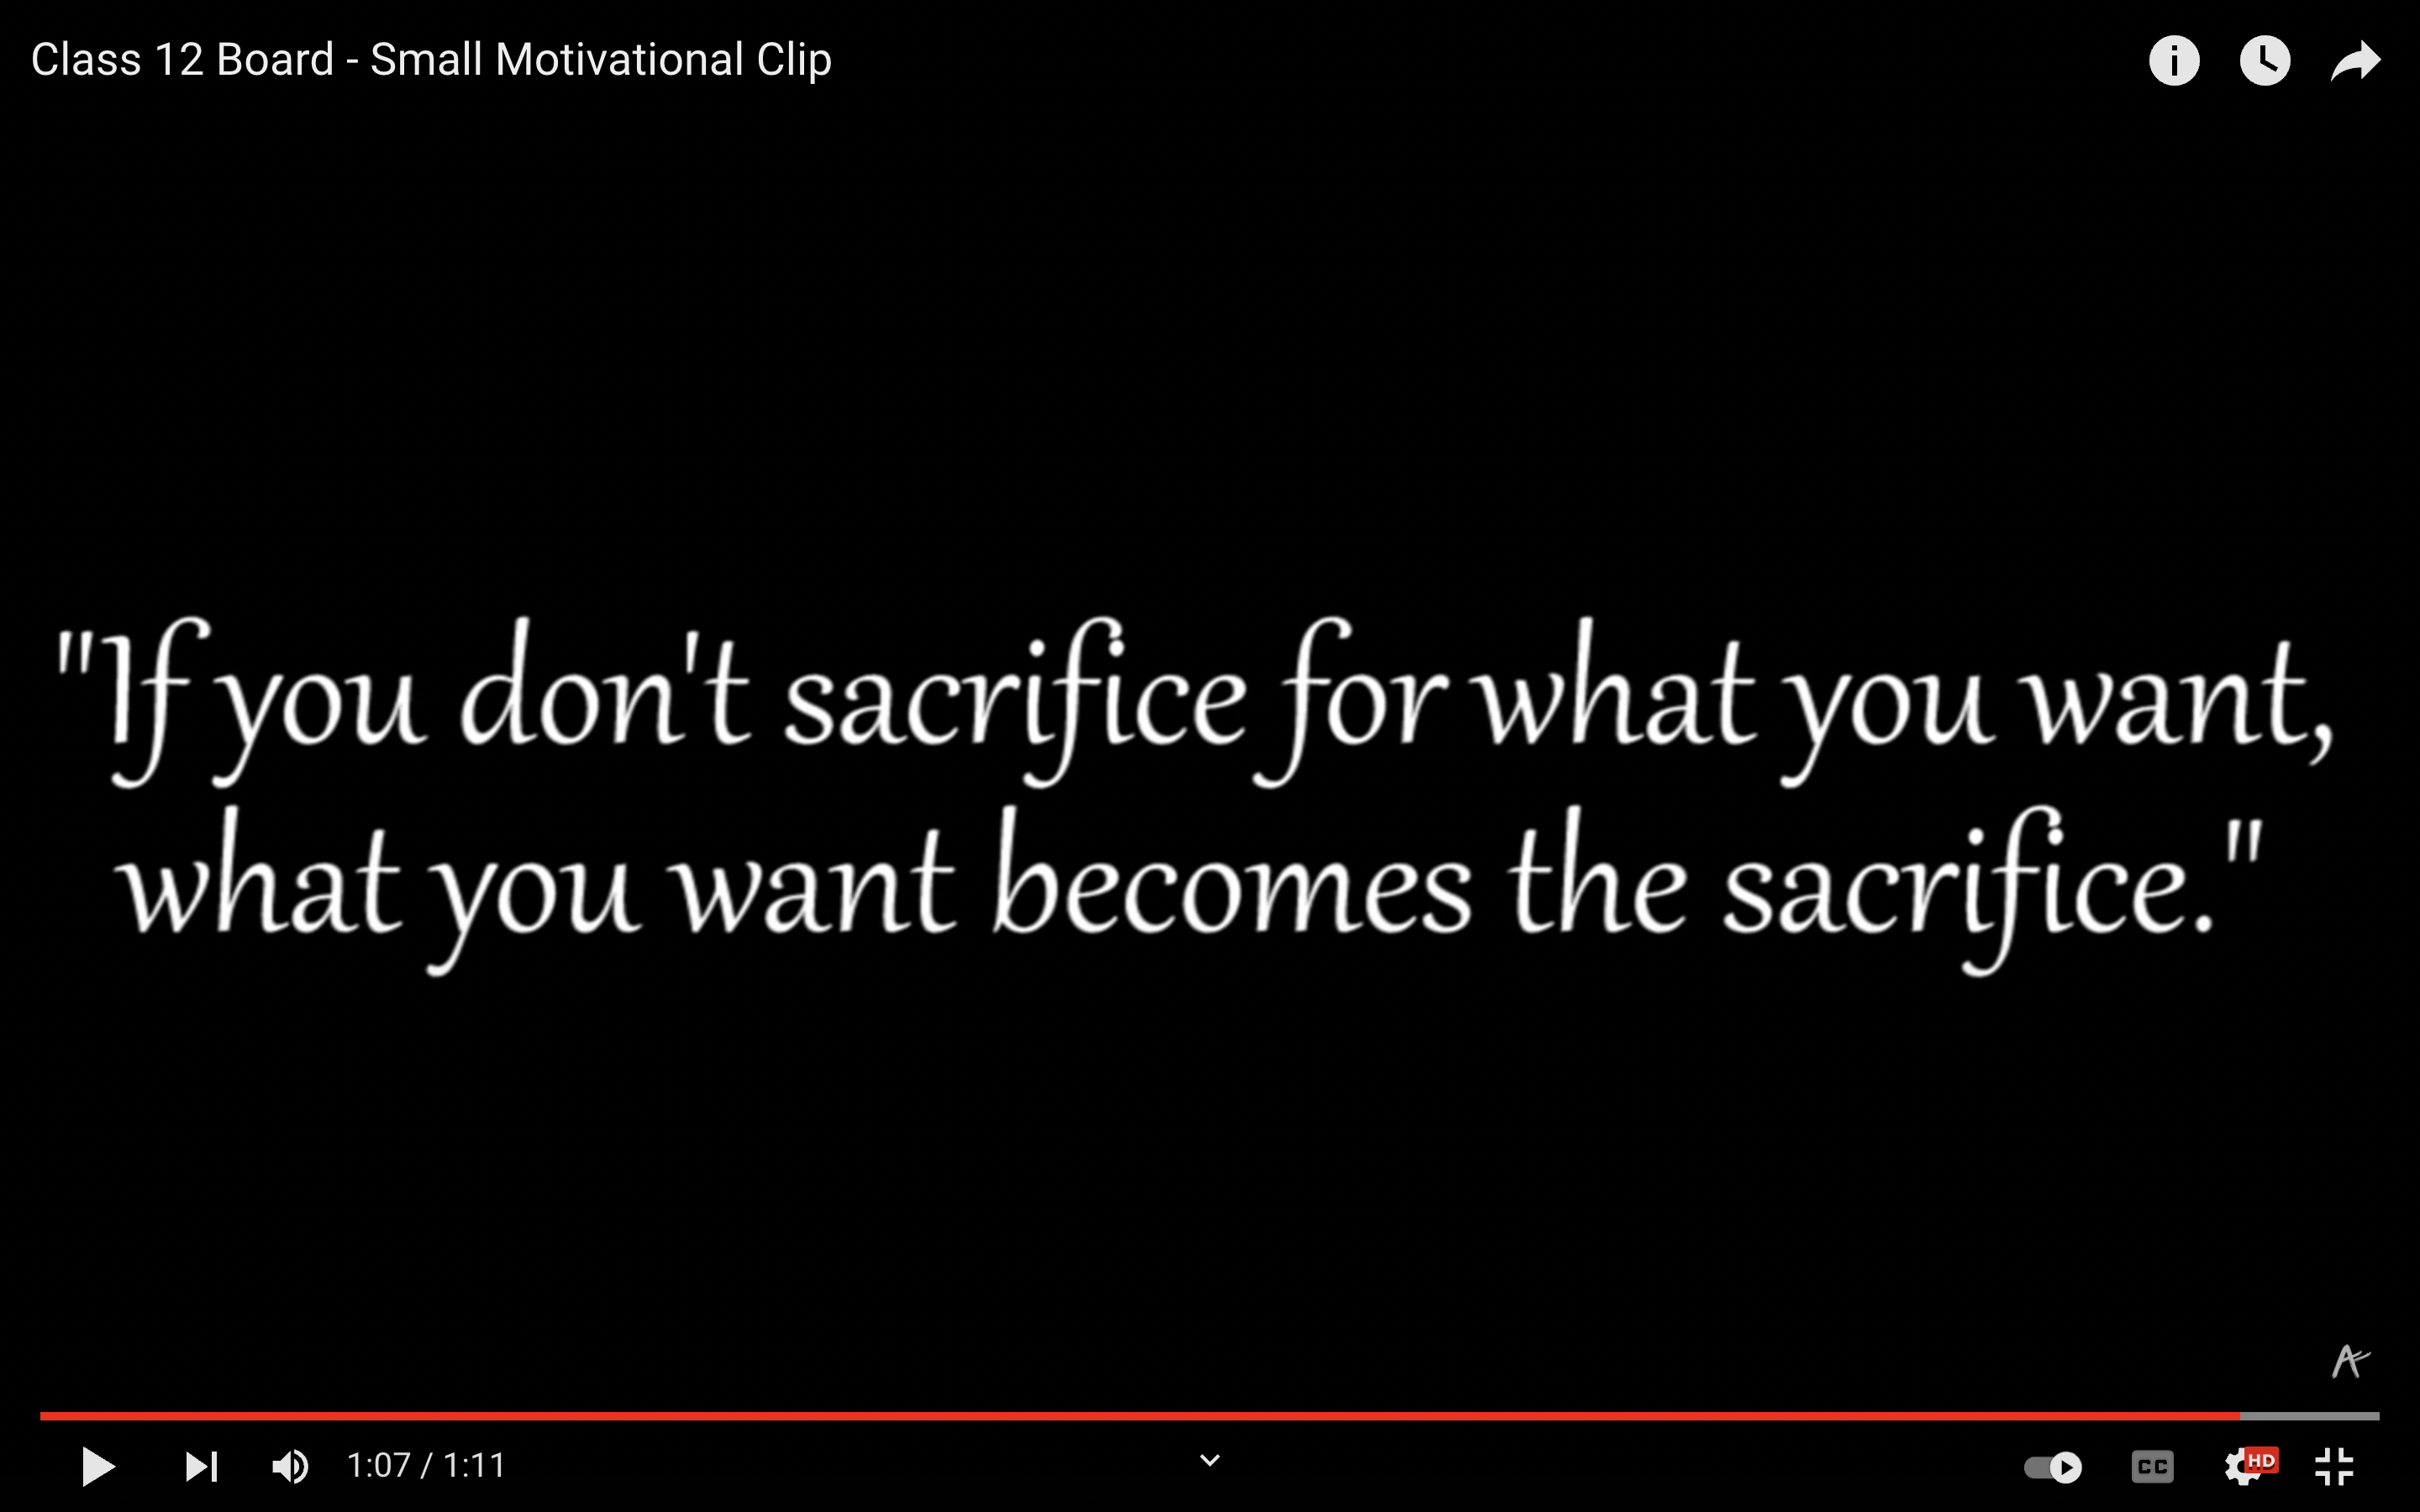 Class 12 Board - Small Motivational Clip
"If you don't sacrifice for what you want,
what you want becomes the sacrifice."
1:07 / 1:11
CC
HD